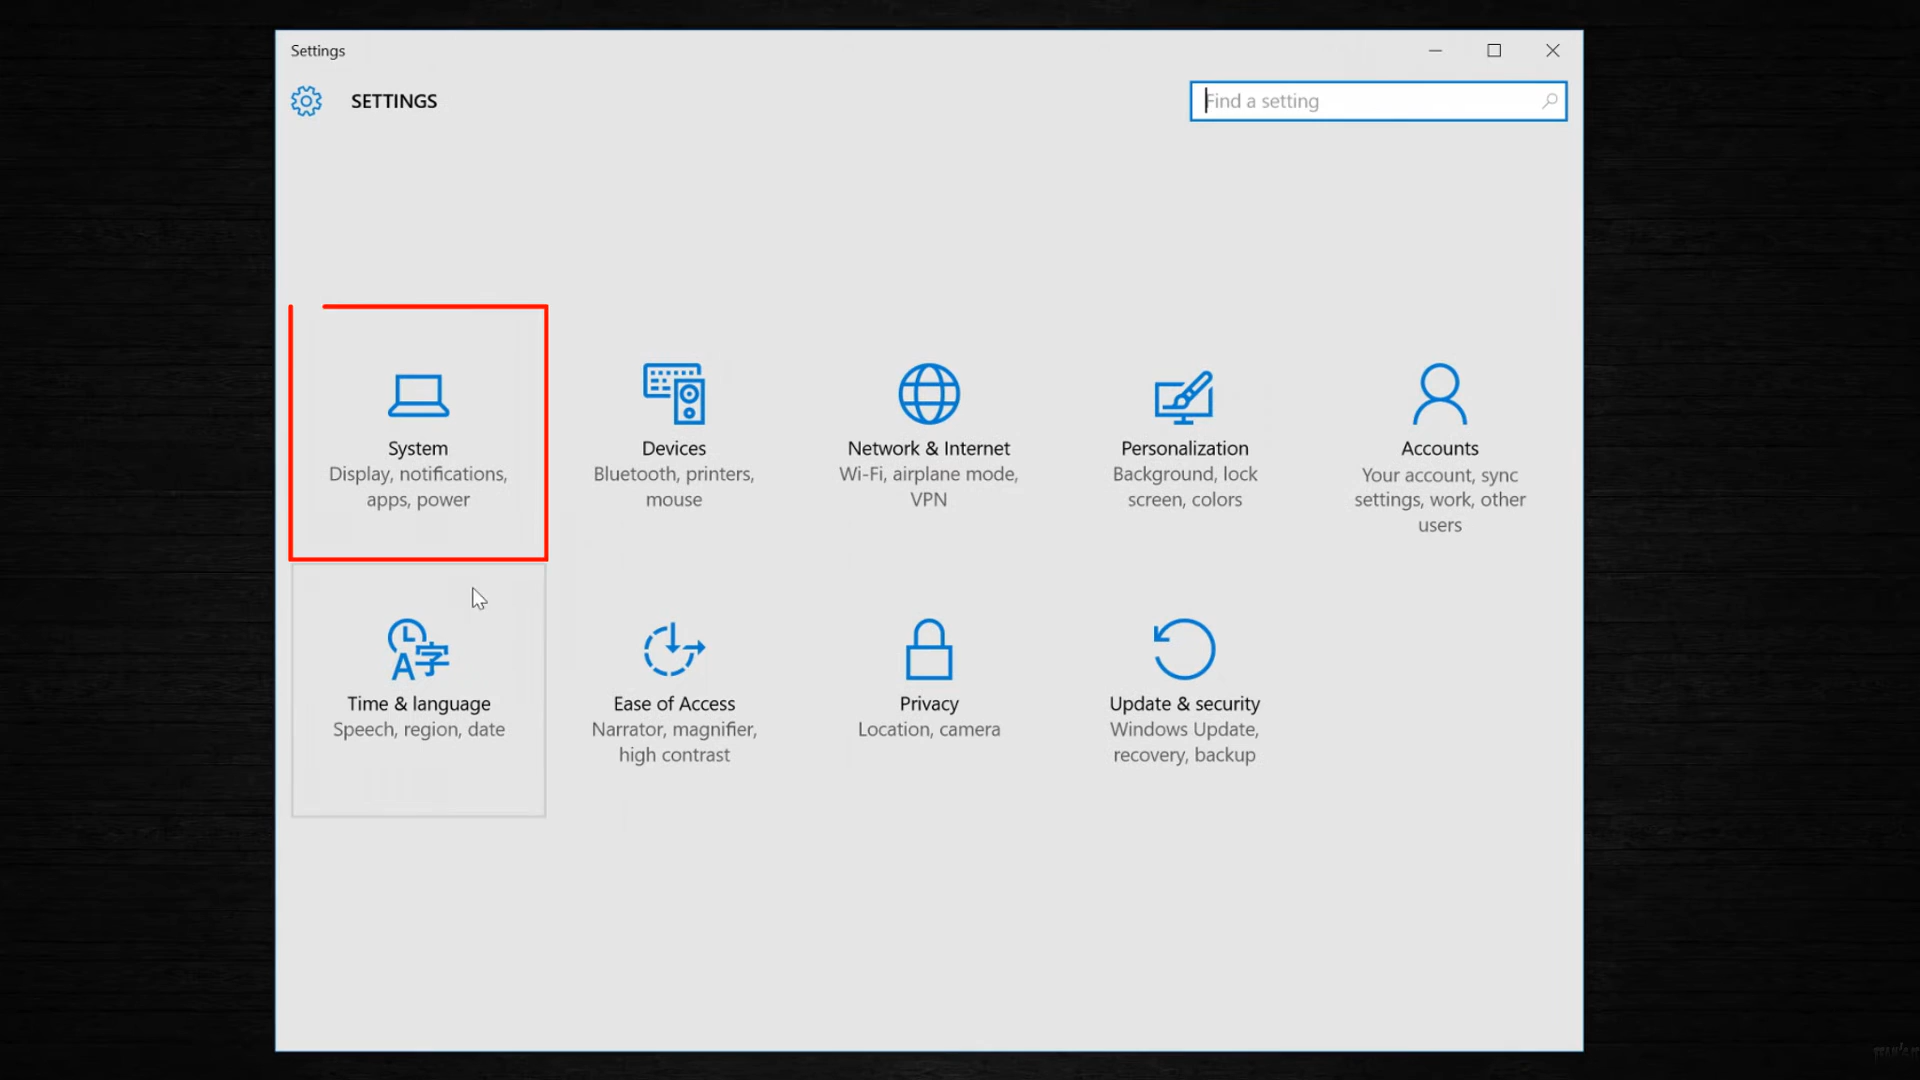 Settings
SETTINGS
Find a setting
System
Display, notifications,
apps, power
Devices
Bluetooth, printers,
mouse
Network & Internet
Wi-Fi, airplane mode,
VPN
Personalization
Background, lock
screen, colors
Accounts
Your account, sync
settings, work, other
users
Time & language
Speech, region, date
Ease of Access
Narrator, magnifier,
high contrast
Privacy
Location, camera
Update & security
Windows Update,
recovery, backup